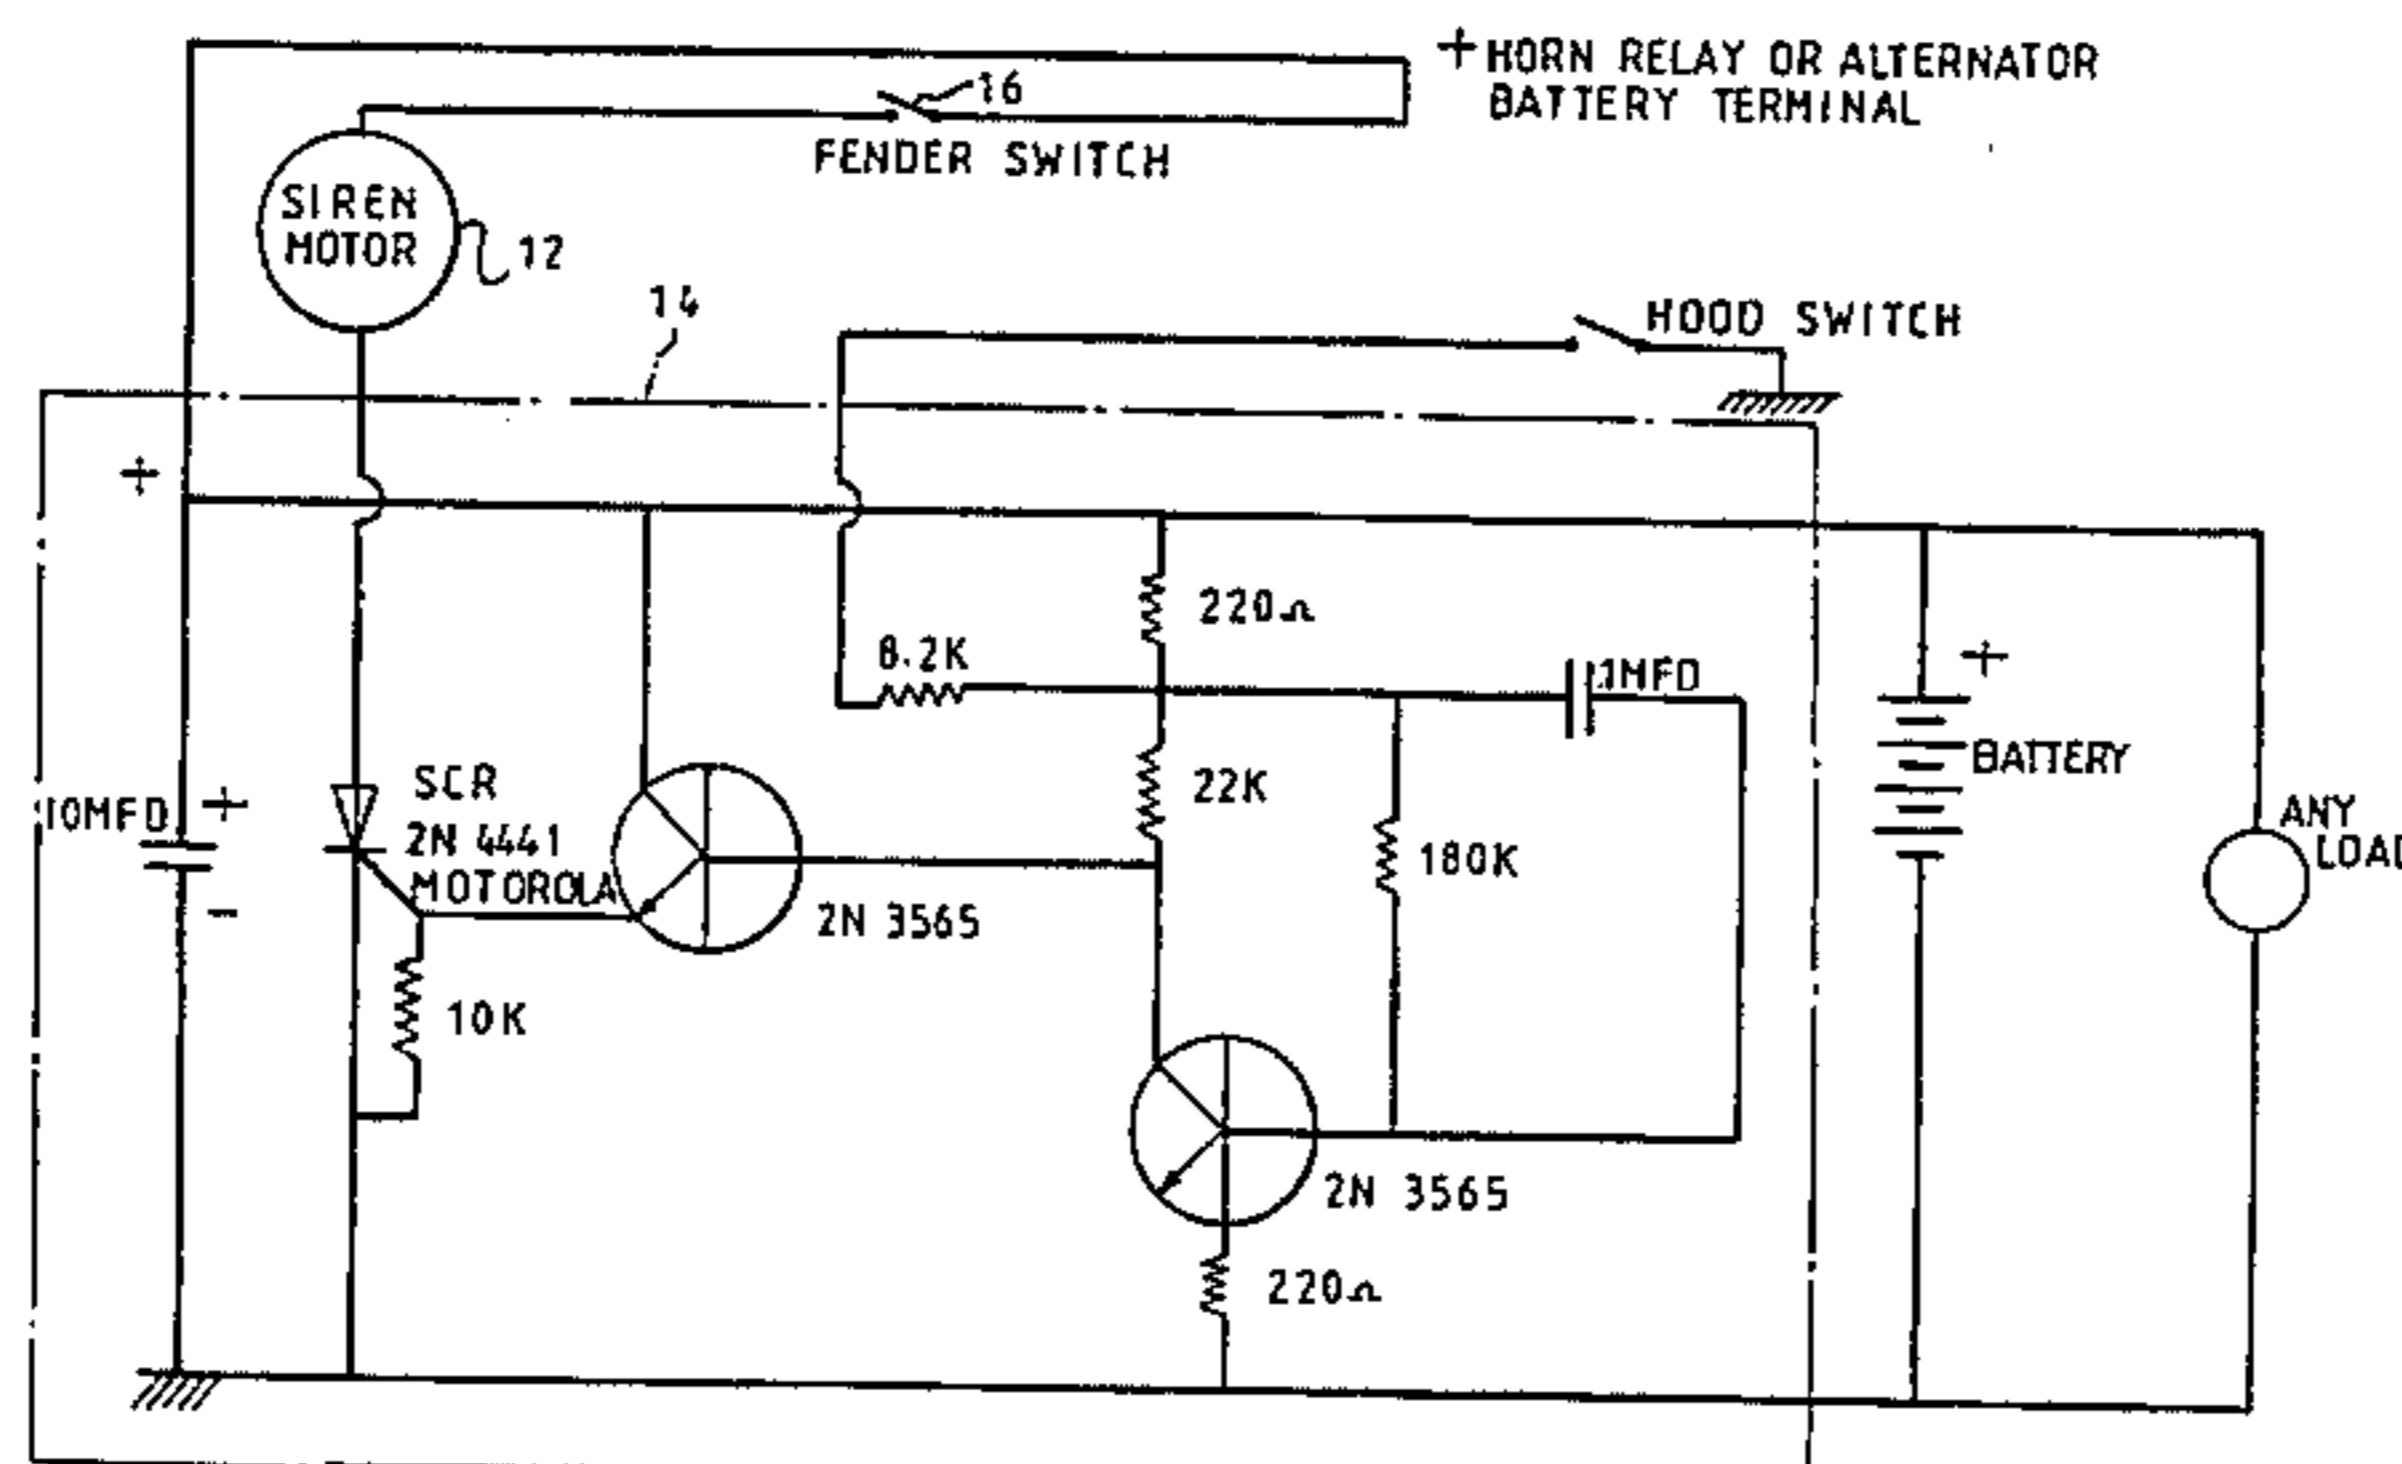 + HORN RELAY OR ALTERNATOR
BATTERY TERMINAL
16
FENDER SWITCH
SIREN
MOTOR
12
14
HOOD SWITCH
+
220Ω
8.2K
.1MFD
+
SCR
2N 4441
MOTOROLA
10MFD
+
-
22K
BATTERY
ANY
LOAD
180K
2N 3565
10K
2N 3565
220Ω